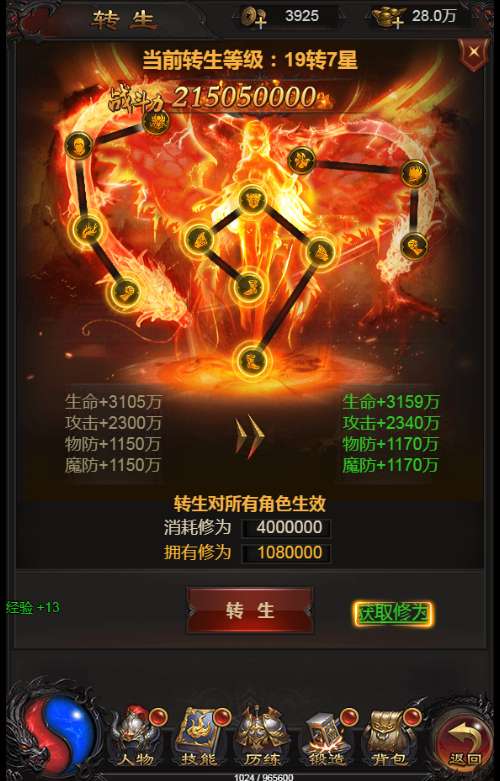 转生
3925
28.0万
当前转生等级：19转7星
战斗力 215050000
生命+3105万
攻击+2300万
物防+1150万
魔防+1150万
生命+3159万
攻击+2340万
物防+1170万
魔防+1170万
转生对所有角色生效
消耗修为 4000000
拥有修为 1080000
经验 +13
转生
获取修为
人物
技能
历练
锻造
背包
返回
1024 / 965600